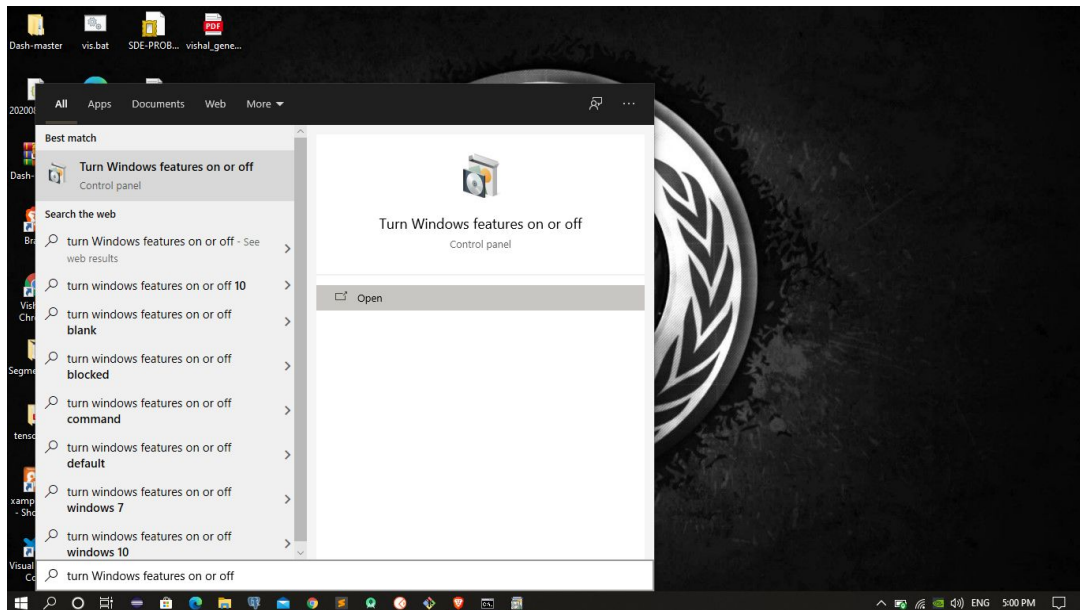 Dash-master vis.bat SDE-PROB... vishal_gene...
PDF
All Apps Documents Web More
Best match
Turn Windows features on or off
Control panel
Search the web
turn Windows features on or off - See
web results
turn windows features on or off 10
turn windows features on or off
blank
turn windows features on or off
blocked
turn windows features on or off
command
turn windows features on or off
default
turn windows features on or off
windows 7
turn windows features on or off
windows 10
turn Windows features on or off
Turn Windows features on or off
Control panel
Open
Dash-
Visual
ENG 5:00 PM